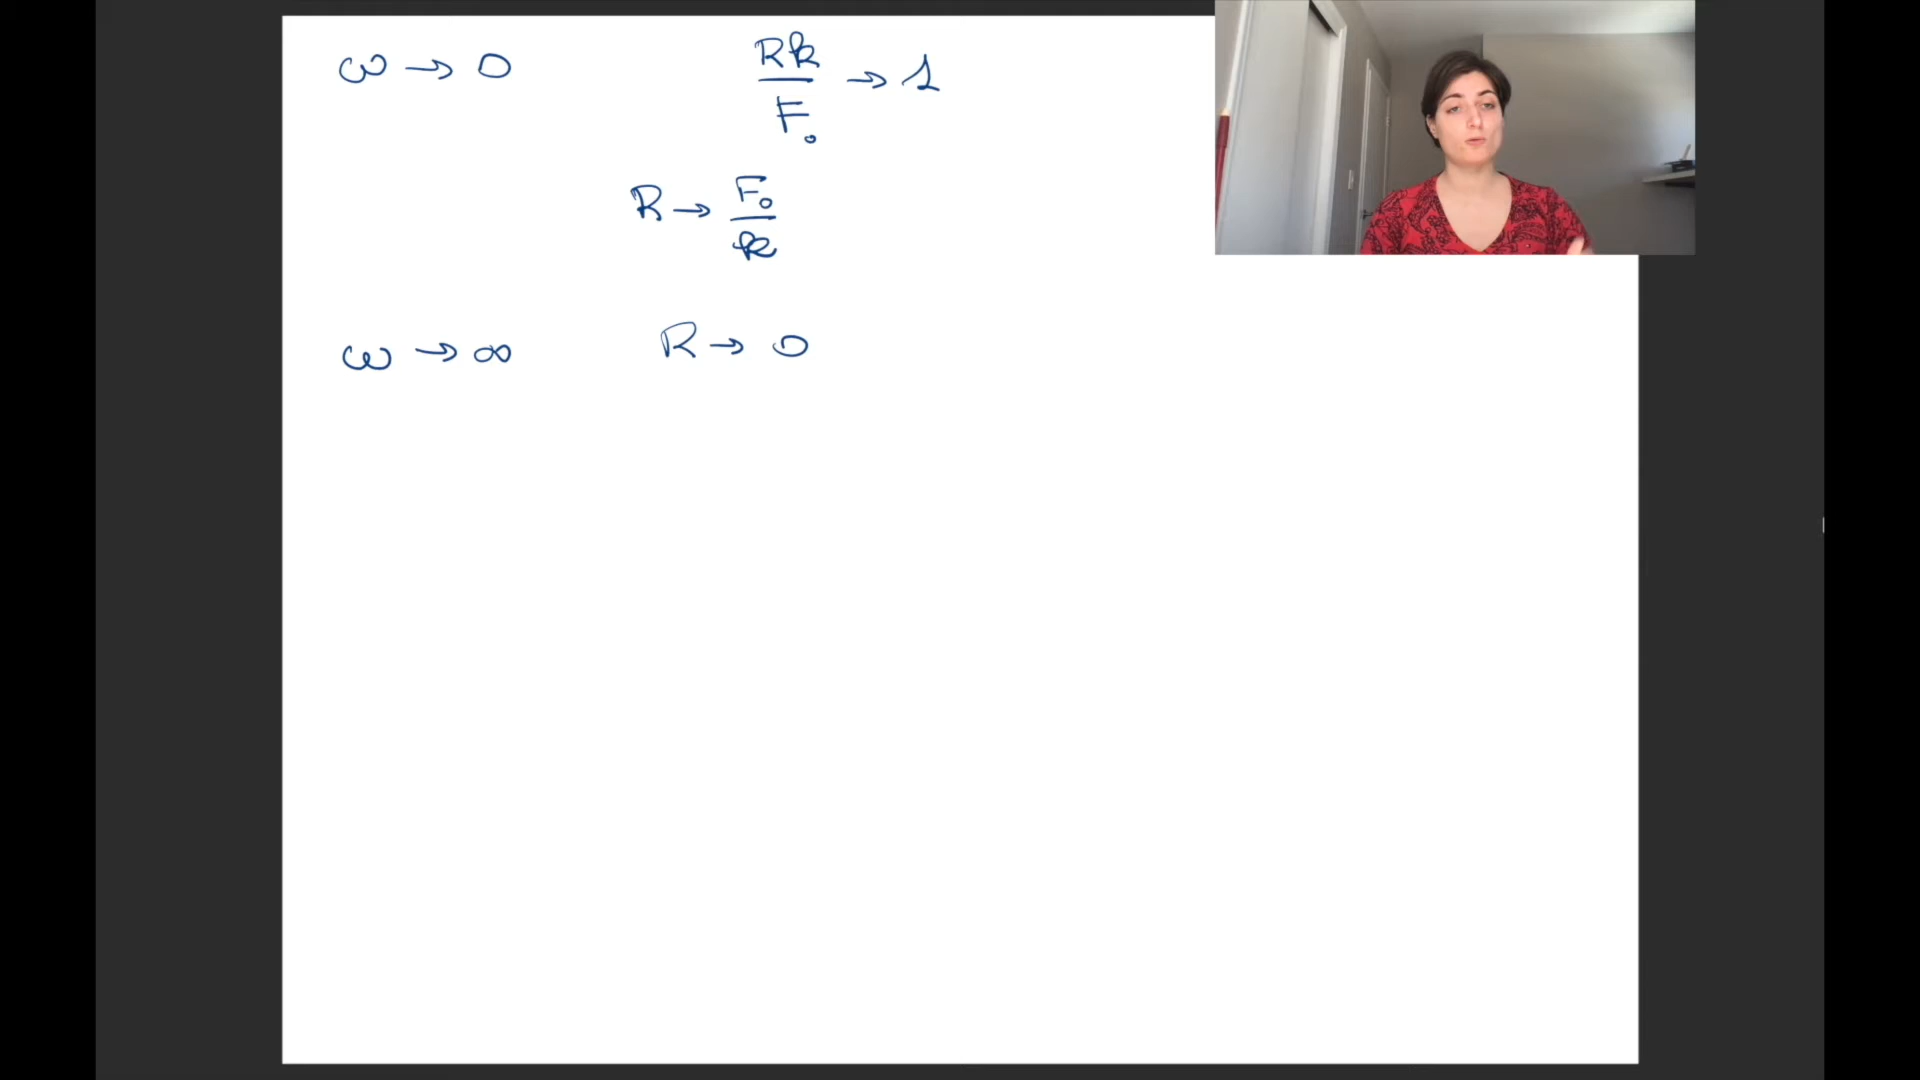 ω → 0
Rk/F₀ → 1
R → F₀/k
ω → ∞
R → 0